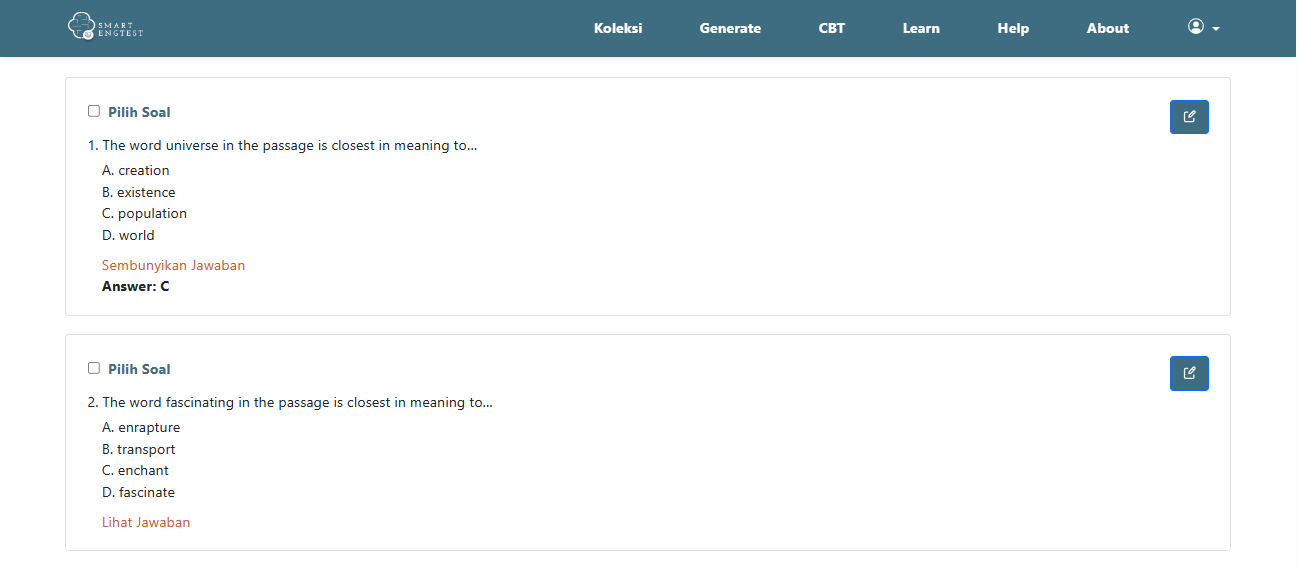 SMART
ENGTEST
Koleksi
Generate
CBT
Learn
Help
About
Pilih Soal
1. The word universe in the passage is closest in meaning to...
A. creation
B. existence
C. population
D. world
Sembunyikan Jawaban
Answer: C
Pilih Soal
2. The word fascinating in the passage is closest in meaning to...
A. enrapture
B. transport
C. enchant
D. fascinate
Lihat Jawaban